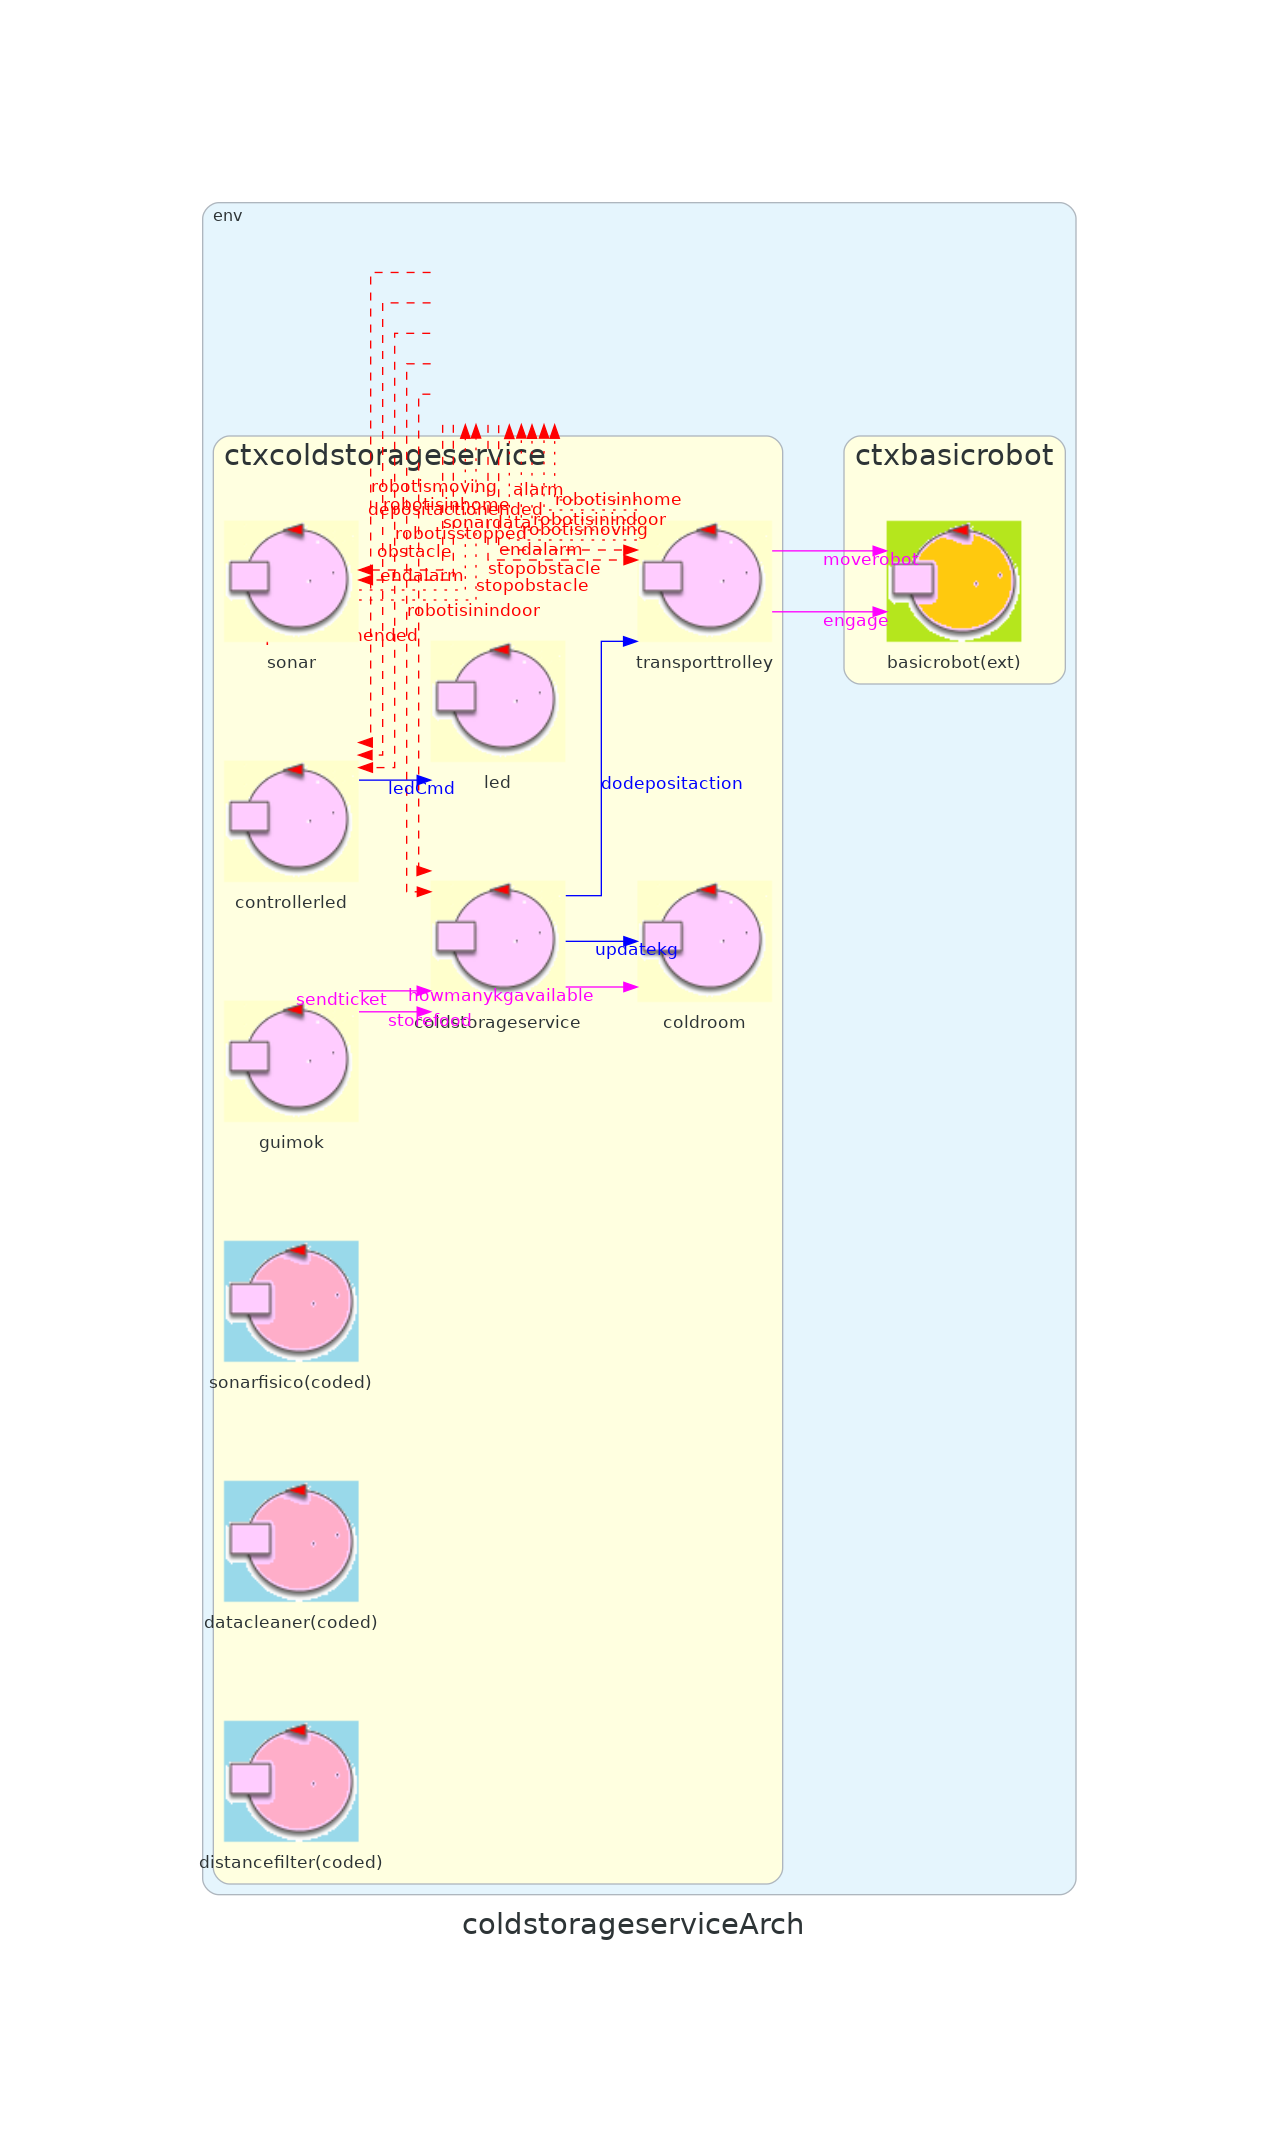 env
ctxcoldstorageservice
ctxbasicrobot
robotismoving
alarm
robotisinhome
robotisinhome
depositactionended
sonardata
robotisinindoor
robotisstopped
robotismoving
obstacle
endalarm
moverobot
stopobstacle
endalarm
stopobstacle
robotisinindoor
engage
sonar
transporttrolley
basicrobot(ext)
led
dodepositaction
ledCmd
controllerled
updatekg
sendticket
howmanykgavailable
storefood
coldstorageservice
coldroom
guimok
sonarfisico(coded)
datacleaner(coded)
distancefilter(coded)
coldstorageserviceArch